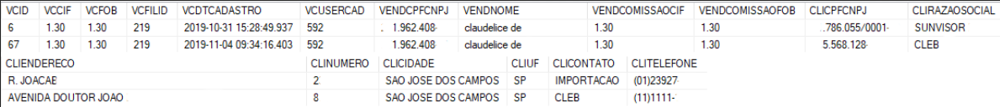 VCID VCCIF VCFOB VCFILID VCDTCADASTRO VCUSERCAD VENDCPFCNPJ VENDNOME VENDCOMISSAOCIF VENDCOMISSAOFOB CLICPFCNPJ CLIRAZAOSOCIAL
6 1.30 1.30 219 2019-10-31 15:28:49.937 592 . 1.962.408- claudelice de 1.30 1.30 .786.055/0001- SUNVISOR
67 1.30 1.30 219 2019-11-04 09:34:16.403 592 1.962.408- claudelice de 1.30 1.30 5.568.128- CLEB
CLIENDERECO CLINUMERO CLICIDADE CLIUF CLICONTATO CLITELEFONE
R. JOACAE 2 SAO JOSE DOS CAMPOS SP IMPORTACAO (01)23927-
AVENIDA DOUTOR JOAO 8 SAO JOSE DOS CAMPOS SP CLEB (11)1111-